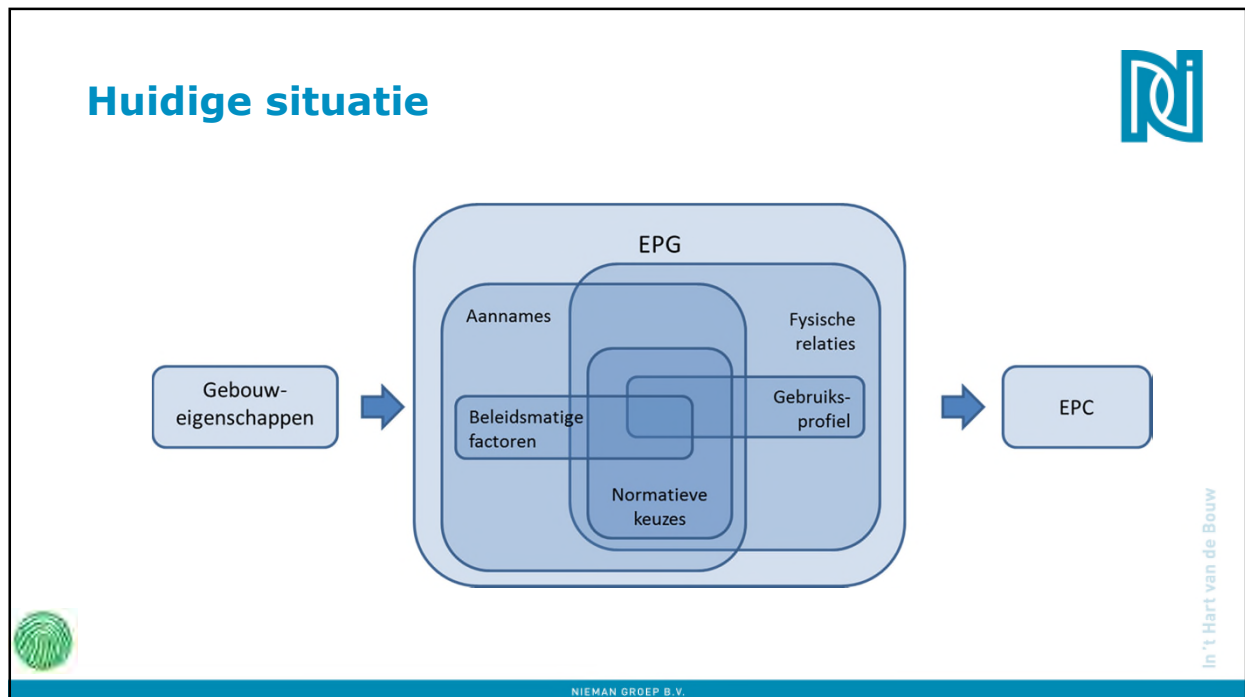 Huidige situatie
EPG
Aannames
Fysische
relaties
Gebouw-
eigenschappen
Beleidsmatige
factoren
Gebruiks-
profiel
Normatieve
keuzes
EPC
In 't Hart van de Bouw
NIEMAN GROEP B.V.